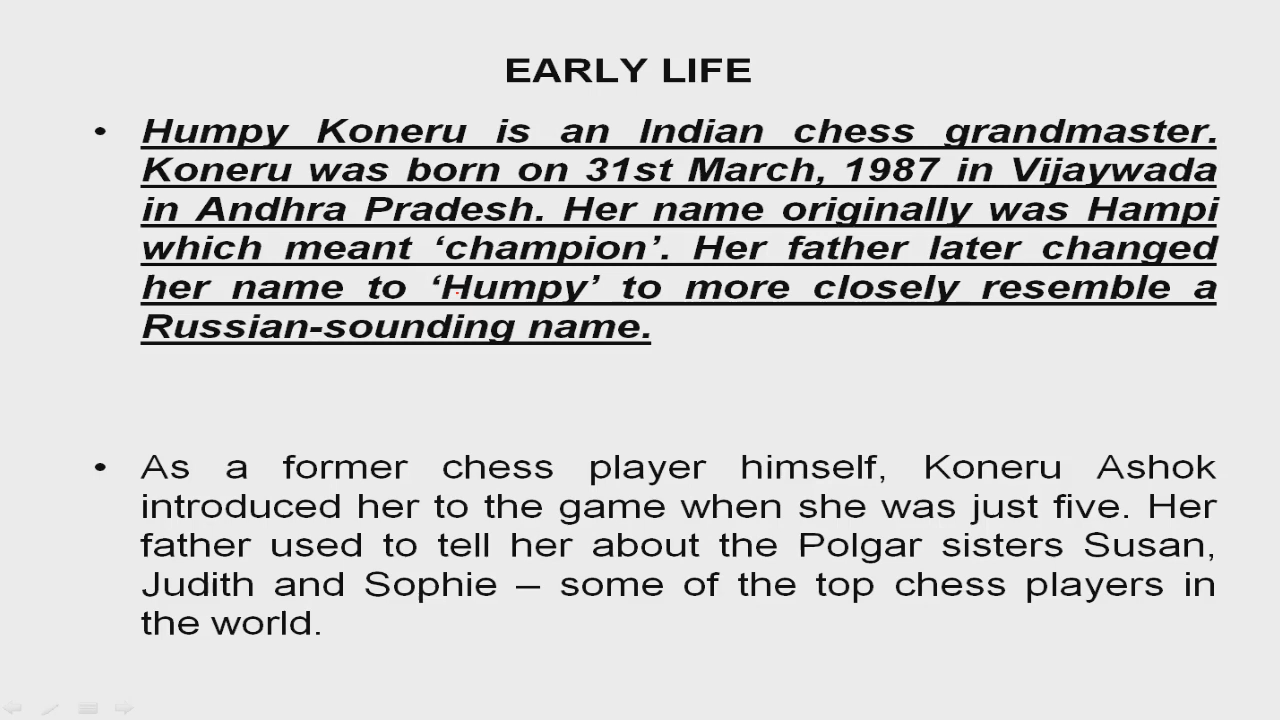 EARLY LIFE
• Humpy Koneru is an Indian chess grandmaster.
Koneru was born on 31st March, 1987 in Vijaywada
in Andhra Pradesh. Her name originally was Hampi
which meant ‘champion’. Her father later changed
her name to ‘Humpy’ to more closely resemble a
Russian-sounding name.
• As a former chess player himself, Koneru Ashok
introduced her to the game when she was just five. Her
father used to tell her about the Polgar sisters Susan,
Judith and Sophie – some of the top chess players in
the world.